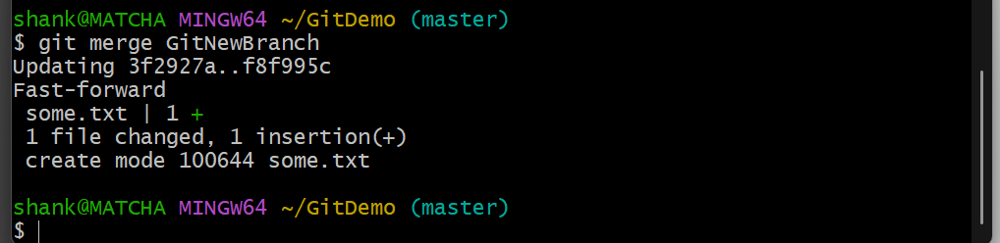 shank@MATCHA MINGW64 ~/GitDemo (master)
$ git merge GitNewBranch
Updating 3f2927a..f8f995c
Fast-forward
 some.txt | 1 +
 1 file changed, 1 insertion(+)
 create mode 100644 some.txt

shank@MATCHA MINGW64 ~/GitDemo (master)
$